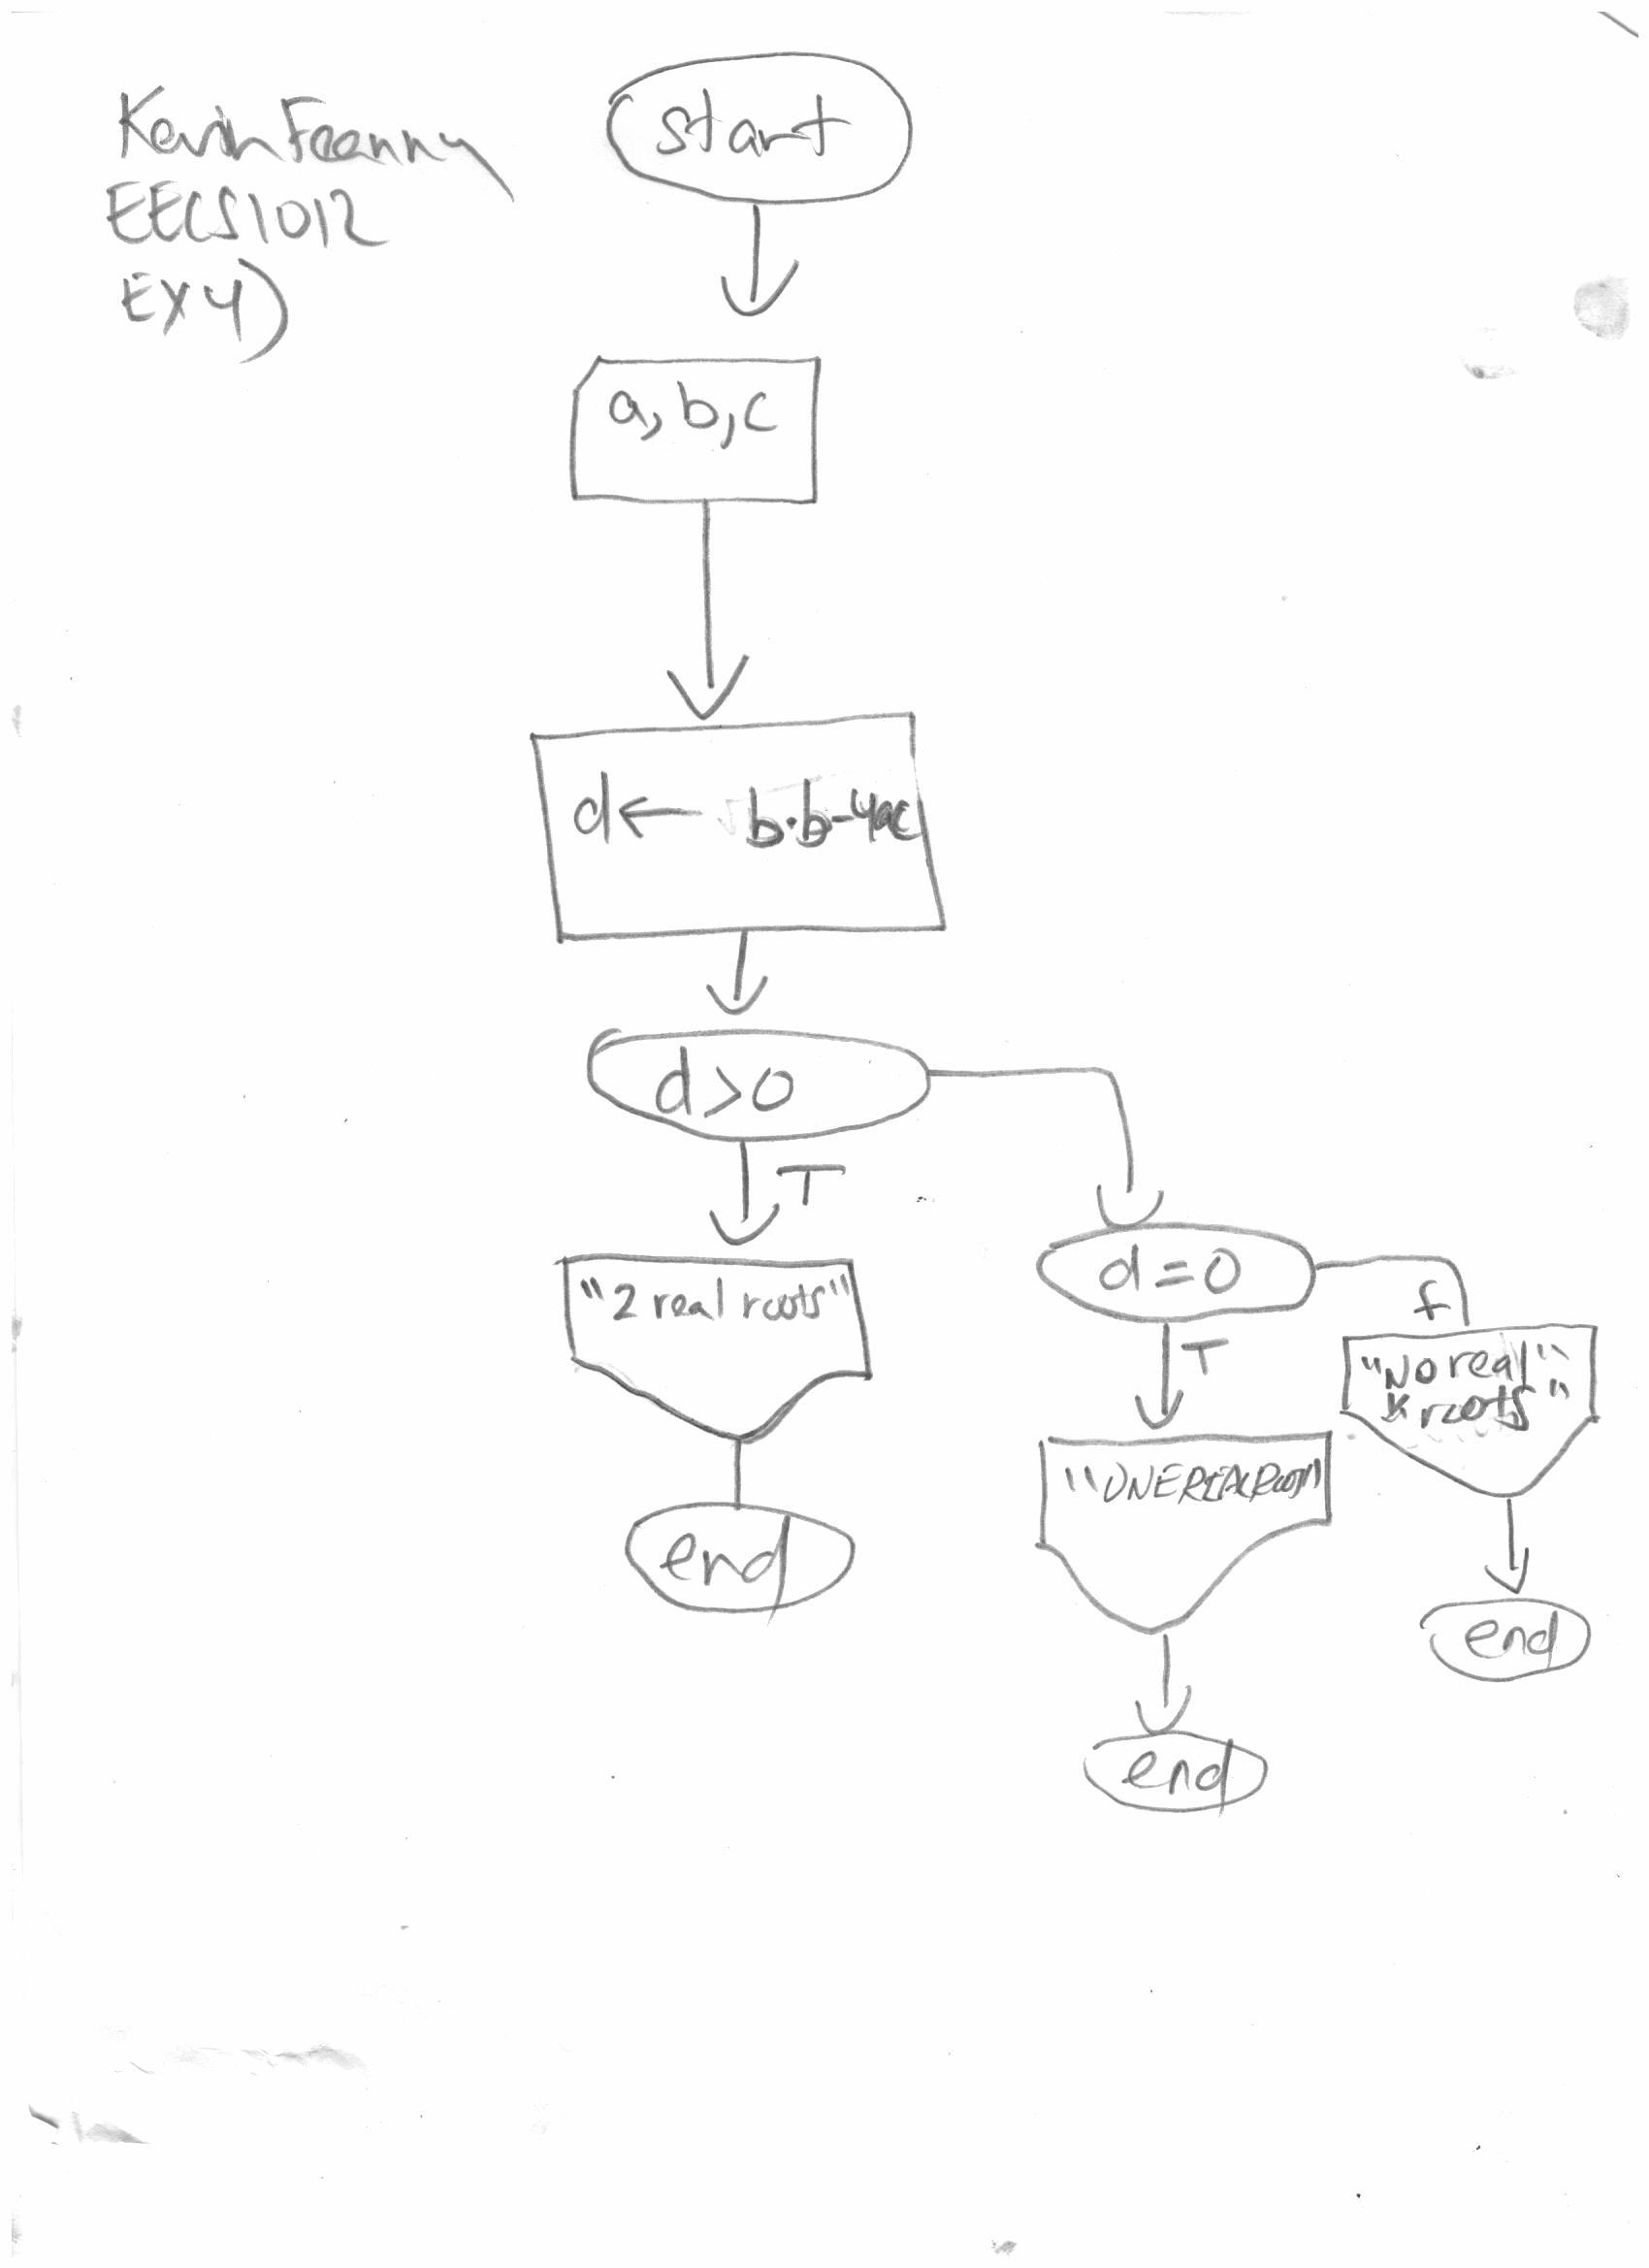 Kevin Feanny
EECS1012
EX4)
start
a, b, c
d← b·b-4ac
d>0
T
"2 real roots"
end
d=0
T
"ONE REAL Root"
end
f
"NO real"
roots"
end